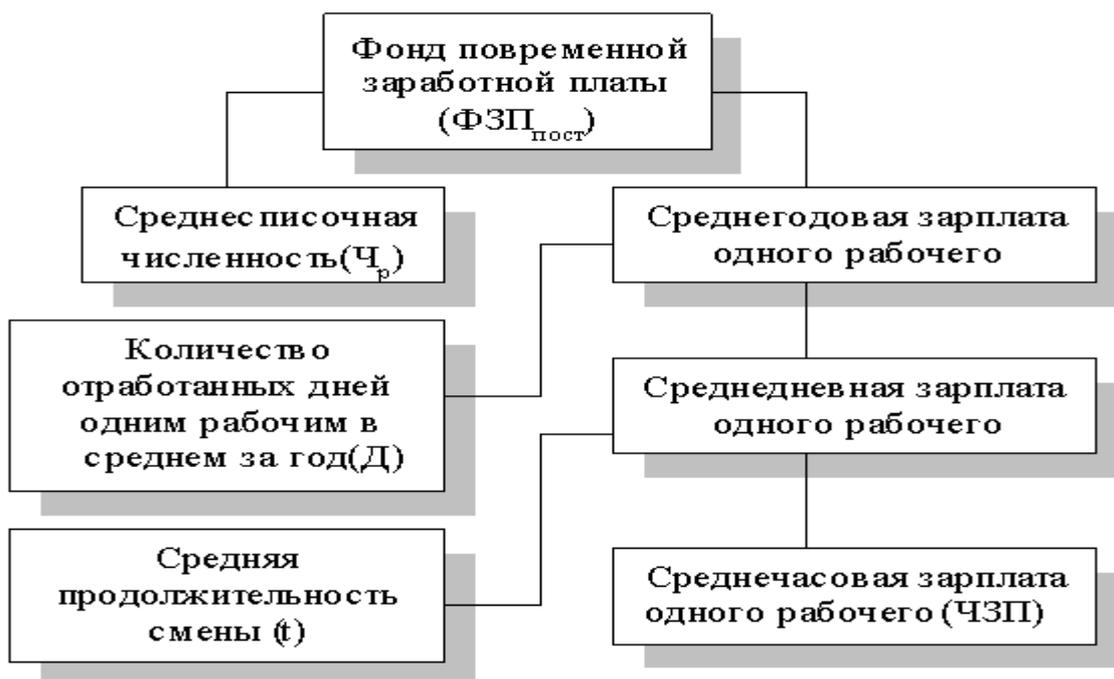 Фонд повременной
заработной платы
(ФЗПпост)
Среднесписочная
численность(Чр)
Среднегодовая зарплата
одного рабочего
Количество
отработанных дней
одним рабочим в
среднем за год(Д)
Среднедневная зарплата
одного рабочего
Средняя
продолжительность
смены (t)
Среднечасовая зарплата
одного рабочего (ЧЗП)